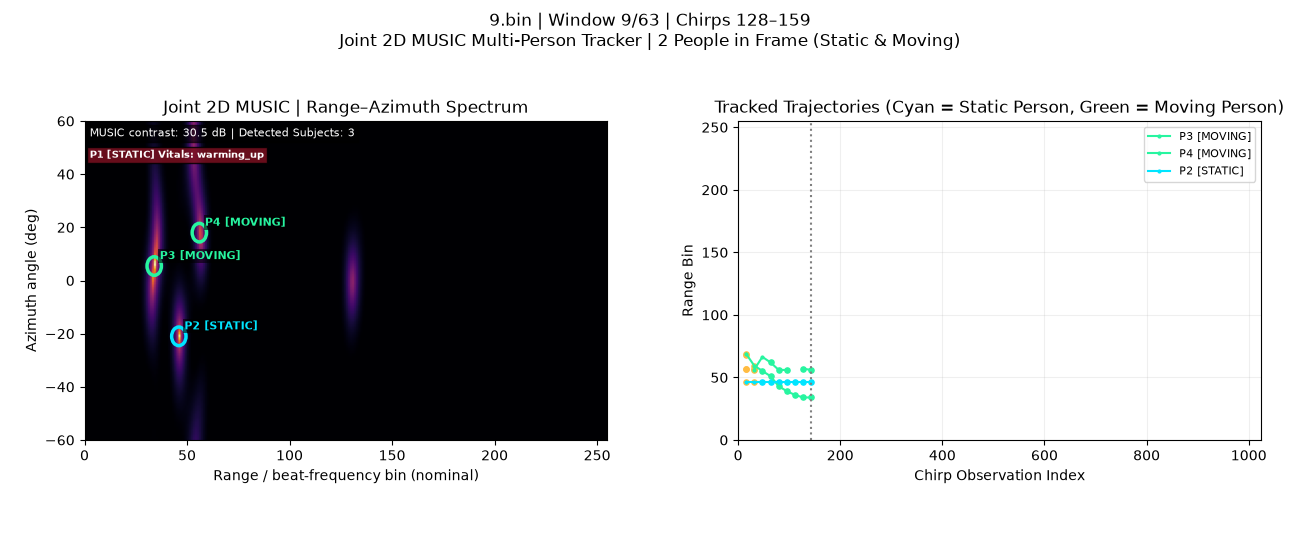 9.bin | Window 9/63 | Chirps 128–159
Joint 2D MUSIC Multi-Person Tracker | 2 People in Frame (Static & Moving)
Joint 2D MUSIC | Range–Azimuth Spectrum
MUSIC contrast: 30.5 dB | Detected Subjects: 3
P1 [STATIC] Vitals: warming_up
P4 [MOVING]
P3 [MOVING]
P2 [STATIC]
60
40
20
0
−20
−40
−60
Azimuth angle (deg)
0 50 100 150 200 250
Range / beat-frequency bin (nominal)
Tracked Trajectories (Cyan = Static Person, Green = Moving Person)
P3 [MOVING]
P4 [MOVING]
P2 [STATIC]
250
200
150
100
50
0
Range Bin
0 200 400 600 800 1000
Chirp Observation Index